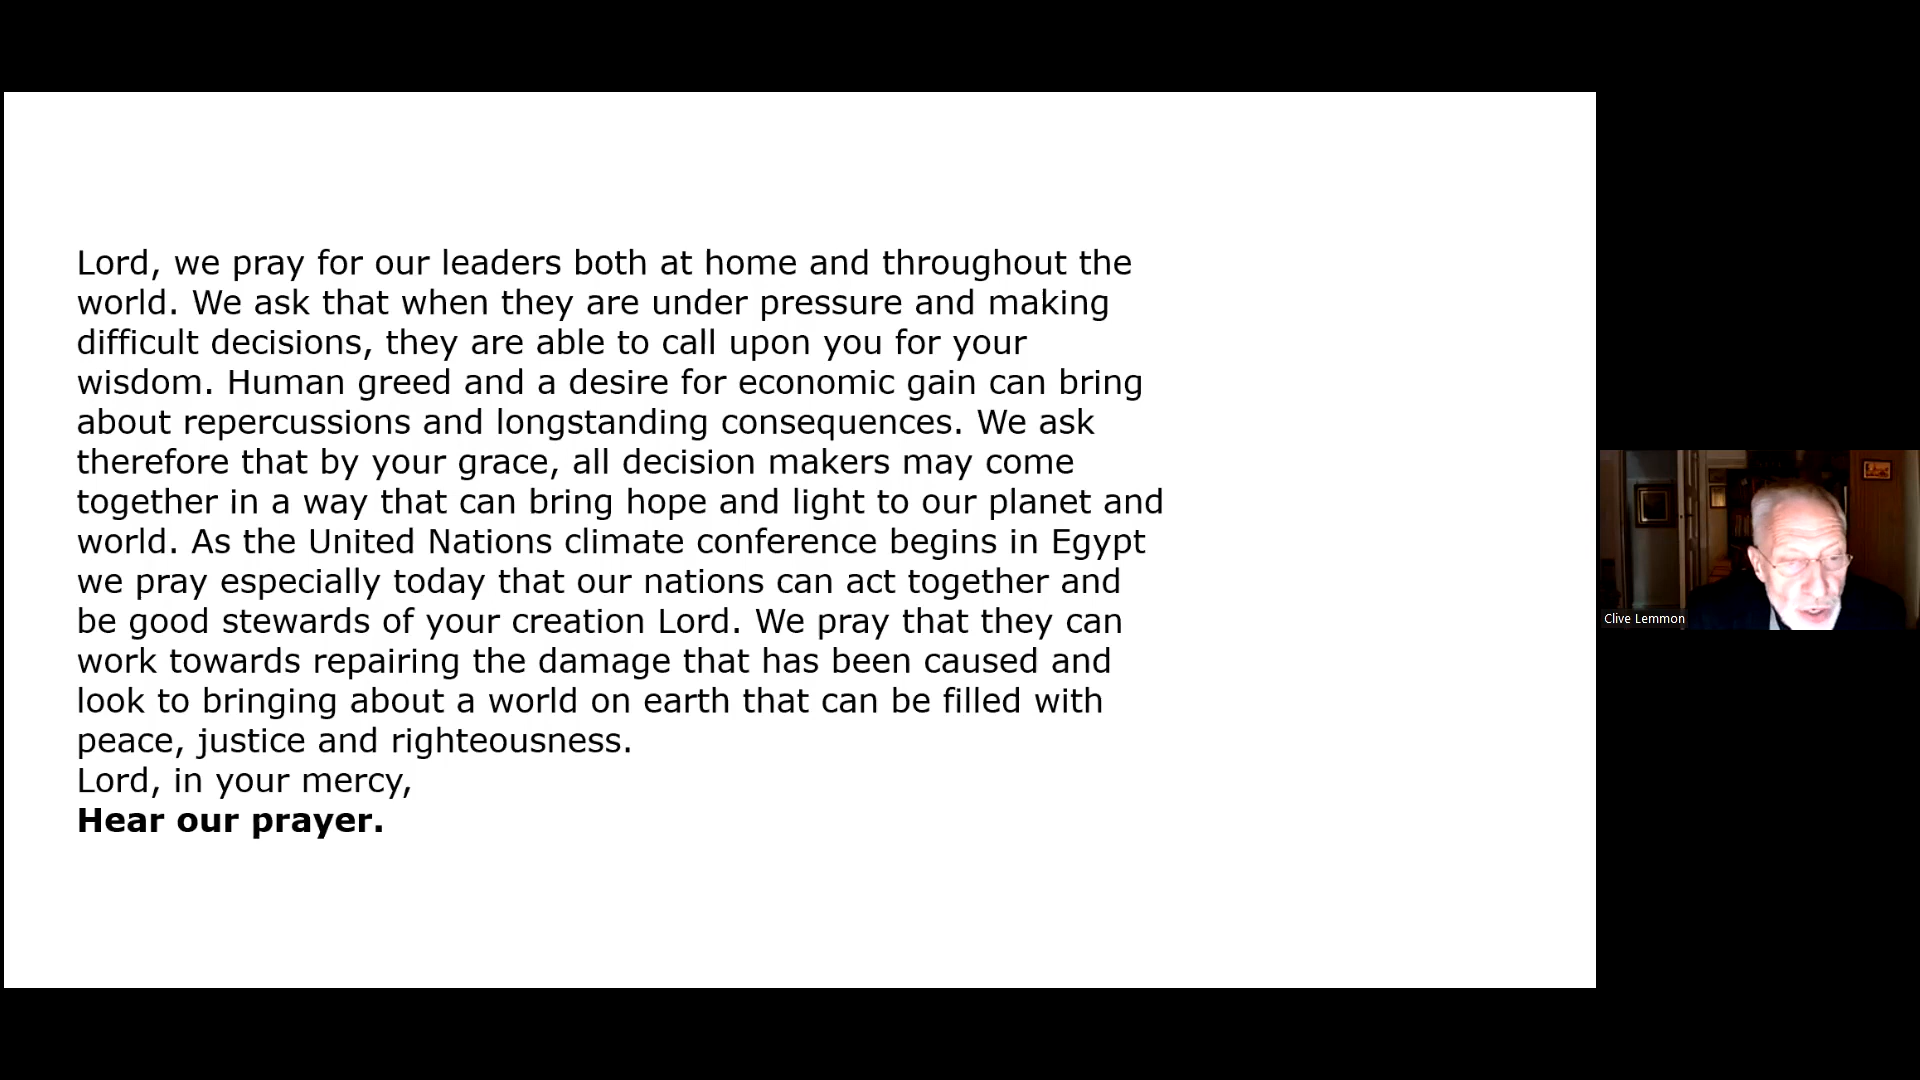 Lord, we pray for our leaders both at home and throughout the
world. We ask that when they are under pressure and making
difficult decisions, they are able to call upon you for your
wisdom. Human greed and a desire for economic gain can bring
about repercussions and longstanding consequences. We ask
therefore that by your grace, all decision makers may come
together in a way that can bring hope and light to our planet and
world. As the United Nations climate conference begins in Egypt
we pray especially today that our nations can act together and
be good stewards of your creation Lord. We pray that they can
work towards repairing the damage that has been caused and
look to bringing about a world on earth that can be filled with
peace, justice and righteousness.
Lord, in your mercy,
Hear our prayer.
Clive Lemmon